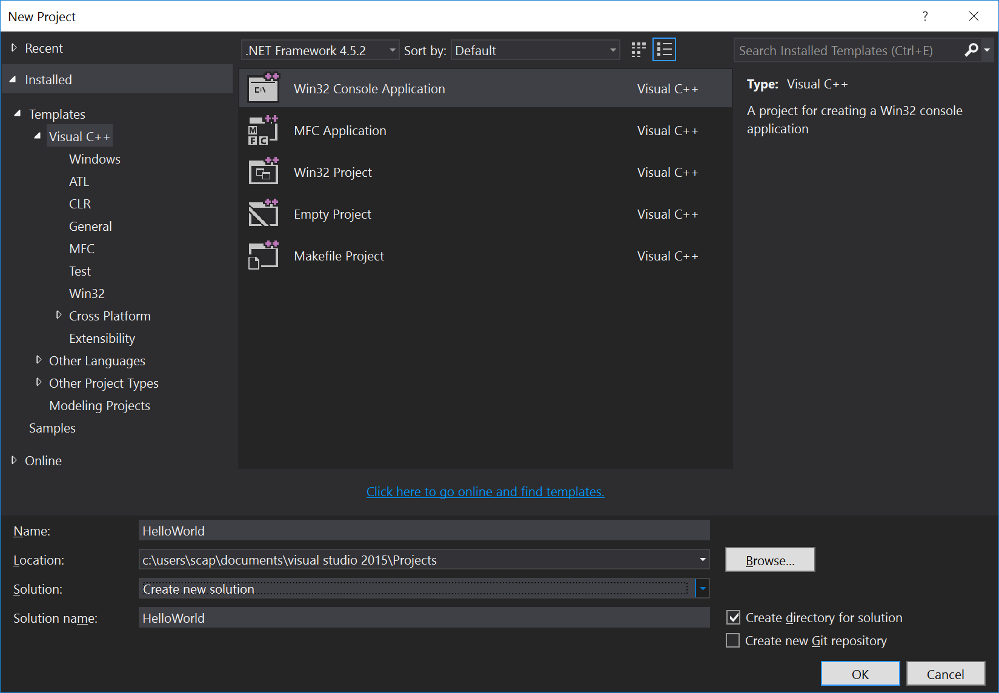 New Project
?
Recent
Installed
Templates
Visual C++
Windows
ATL
CLR
General
MFC
Test
Win32
Cross Platform
Extensibility
Other Languages
Other Project Types
Modeling Projects
Samples
Online
.NET Framework 4.5.2
Sort by: Default
Search Installed Templates (Ctrl+E)
C:\
Win32 Console Application Visual C++
MFC
MFC Application Visual C++
Win32 Project Visual C++
Empty Project Visual C++
Makefile Project Visual C++
Type: Visual C++
A project for creating a Win32 console
application
Click here to go online and find templates.
Name: HelloWorld
Location: c:\users\scap\documents\visual studio 2015\Projects
Browse...
Solution: Create new solution
Solution name: HelloWorld
Create directory for solution
Create new Git repository
OK Cancel